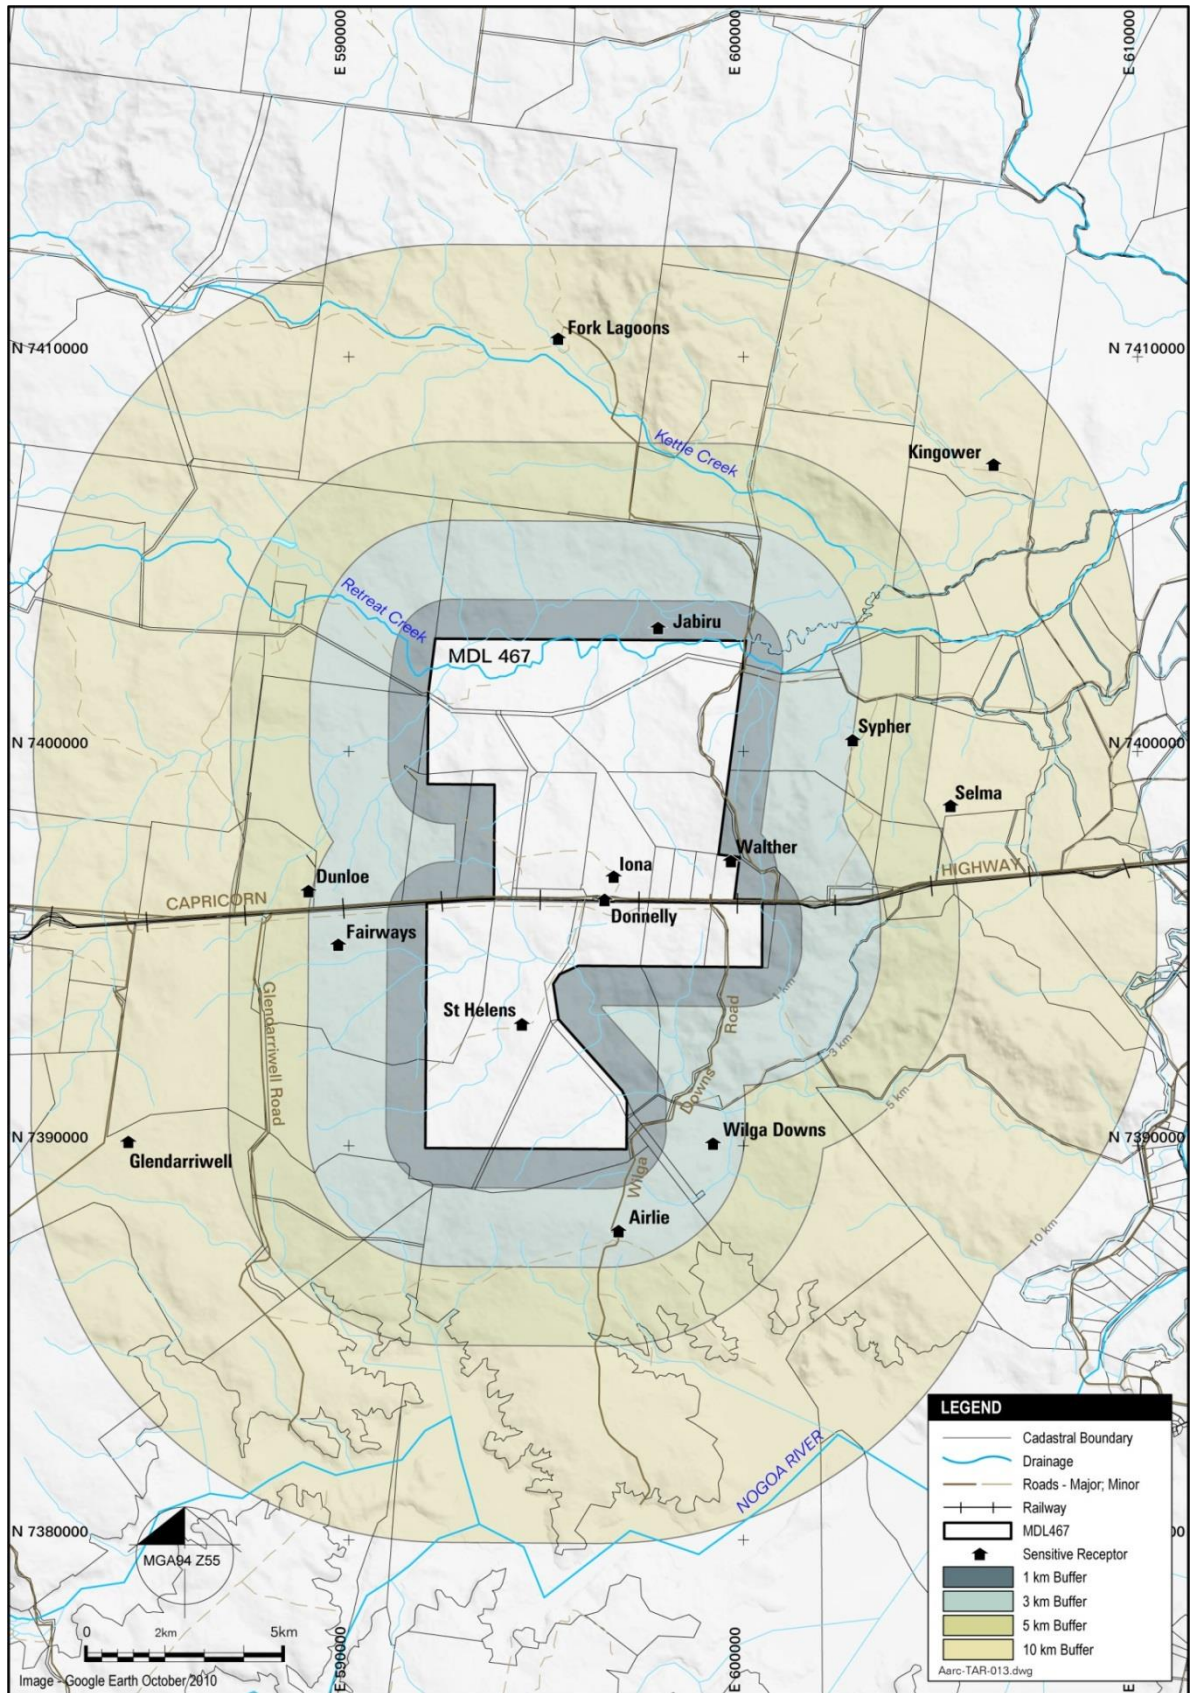 E 590000
E 600000
E 610000
Fork Lagoons
N 7410000
N 7410000
Kettle Creek
Kingower
Retreat Creek
Jabiru
MDL 467
N 7400000
Sypher
N 7400000
Selma
Walther
Iona
HIGHWAY
Dunloe
CAPRICORN
Donnelly
Fairways
1 km
St Helens
Road
Glendarriwell Road
3 km
Downs
5 km
N 7390000
Wilga Downs
N 7390000
Glendarriwell
Wilga
Airlie
10 km
LEGEND
Cadastral Boundary
Drainage
Roads - Major; Minor
Railway
MDL467
Sensitive Receptor
1 km Buffer
3 km Buffer
5 km Buffer
10 km Buffer
Aarc-TAR-013.dwg
NOGOA RIVER
N 7380000
MGA94 Z55
0 2km 5km
E 590000
E 600000
Image - Google Earth October 2010